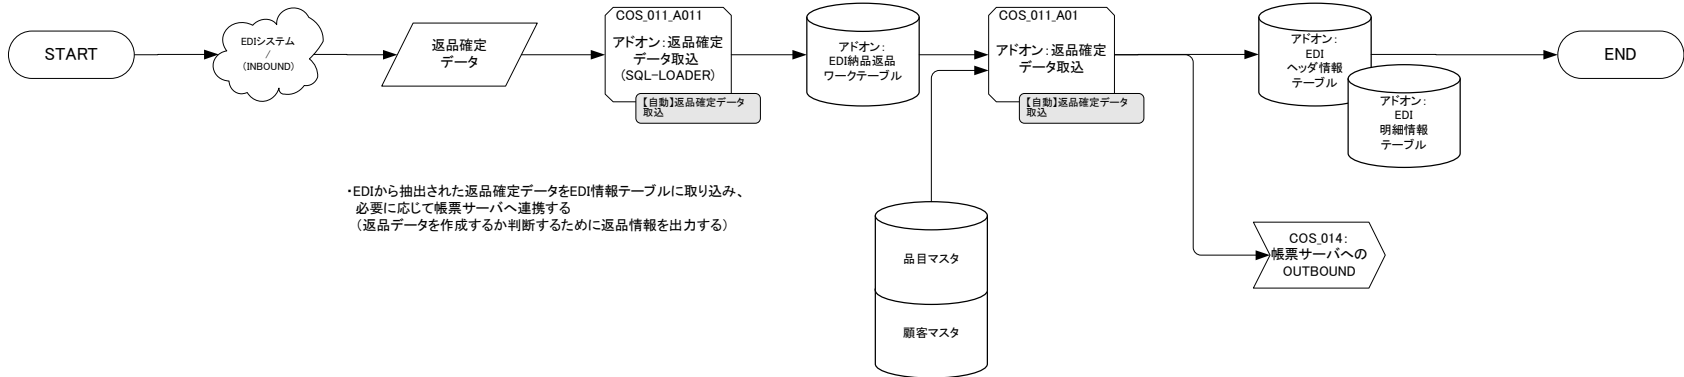 START
EDIシステム
/
(INBOUND)
返品確定
データ
COS_011_A011
アドオン:返品確定
データ取込
(SQL-LOADER)
【自動】返品確定データ
取込
アドオン:
EDI納品返品
ワークテーブル
COS_011_A01
アドオン:返品確定
データ取込
【自動】返品確定データ
取込
アドオン:
EDI
ヘッダ情報
テーブル
アドオン:
EDI
明細情報
テーブル
END
・EDIから抽出された返品確定データをEDI情報テーブルに取り込み、
必要に応じて帳票サーバへ連携する
(返品データを作成するか判断するために返品情報を出力する)
品目マスタ
顧客マスタ
COS_014:
帳票サーバへの
OUTBOUND